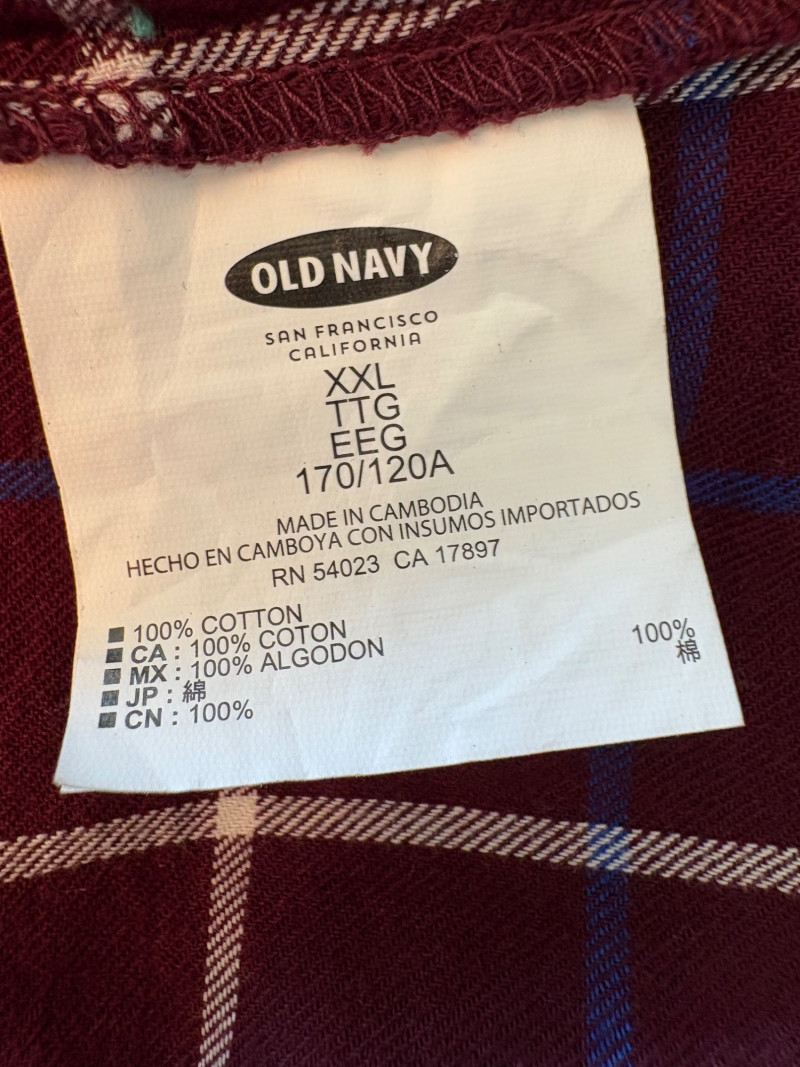 OLD NAVY
SAN FRANCISCO
CALIFORNIA
XXL
TTG
EEG
170/120A
MADE IN CAMBODIA
HECHO EN CAMBOYA CON INSUMOS IMPORTADOS
RN 54023 CA 17897
■ 100% COTTON
■ CA : 100% COTON
■ MX : 100% ALGODON
■ JP : 綿 100%
■ CN : 100% 棉